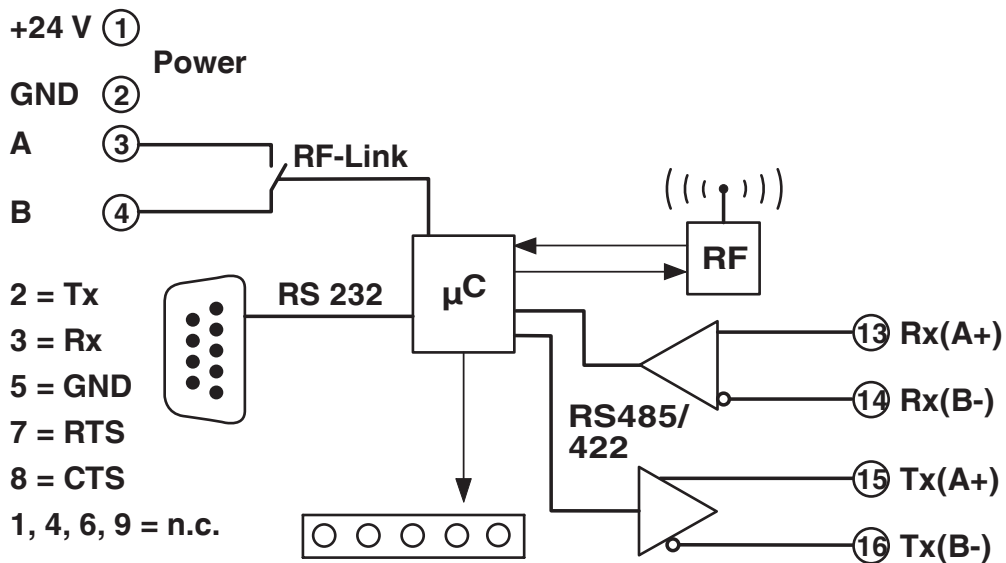 +24 V 1
Power
GND 2
A 3
RF-Link
B 4
RF
µC
2 = Tx
RS 232
3 = Rx
13 Rx(A+)
5 = GND
14 Rx(B-)
RS485/
422
7 = RTS
8 = CTS
15 Tx(A+)
1, 4, 6, 9 = n.c.
16 Tx(B-)